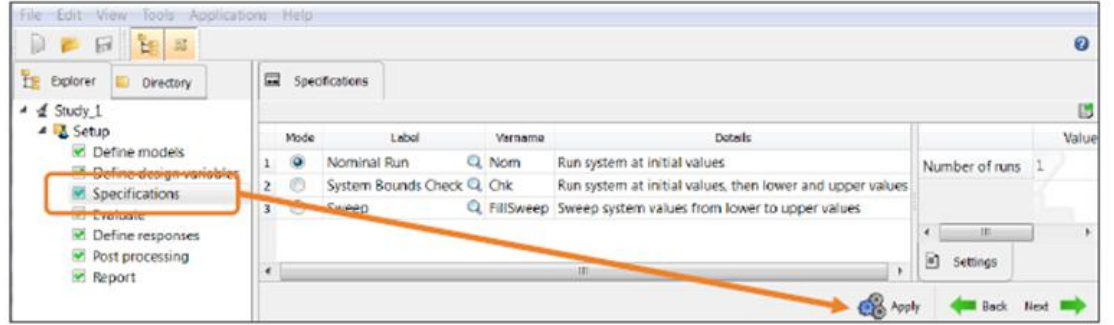 File Edit View Tools Applications Help
Explorer Directory
Specifications
Study_1
Setup
Define models
Define design variables
Specifications
Evaluate
Define responses
Post processing
Report
Mode Label Varname Details
1 Nominal Run Nom Run system at initial values
2 System Bounds Check Chk Run system at initial values, then lower and upper values
3 Sweep FillSweep Sweep system values from lower to upper values
Value
Number of runs 1
Settings
Apply Back Next